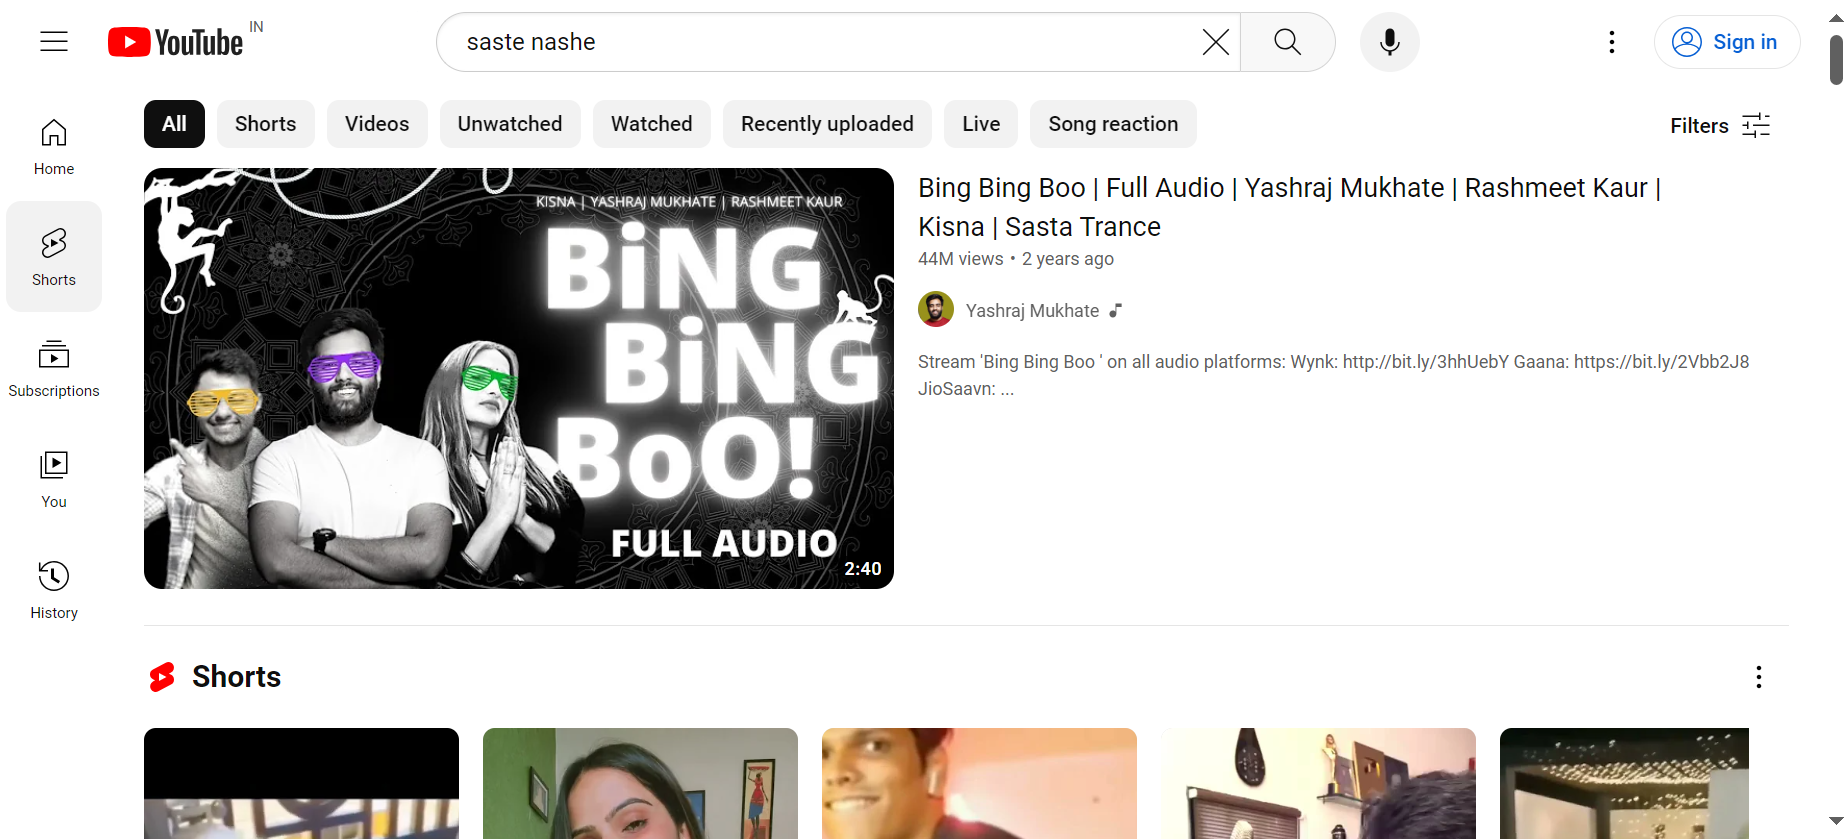 YouTube IN
saste nashe
Sign in
All
Shorts
Videos
Unwatched
Watched
Recently uploaded
Live
Song reaction
Filters
Home
Shorts
Subscriptions
You
History
KISNA | YASHRAJ MUKHATE | RASHMEET KAUR
BiNG
BiNG
BoO!
FULL AUDIO
2:40
Bing Bing Boo | Full Audio | Yashraj Mukhate | Rashmeet Kaur |
Kisna | Sasta Trance
44M views • 2 years ago
Yashraj Mukhate
Stream 'Bing Bing Boo ' on all audio platforms: Wynk: http://bit.ly/3hhUebY Gaana: https://bit.ly/2Vbb2J8
JioSaavn: ...
Shorts